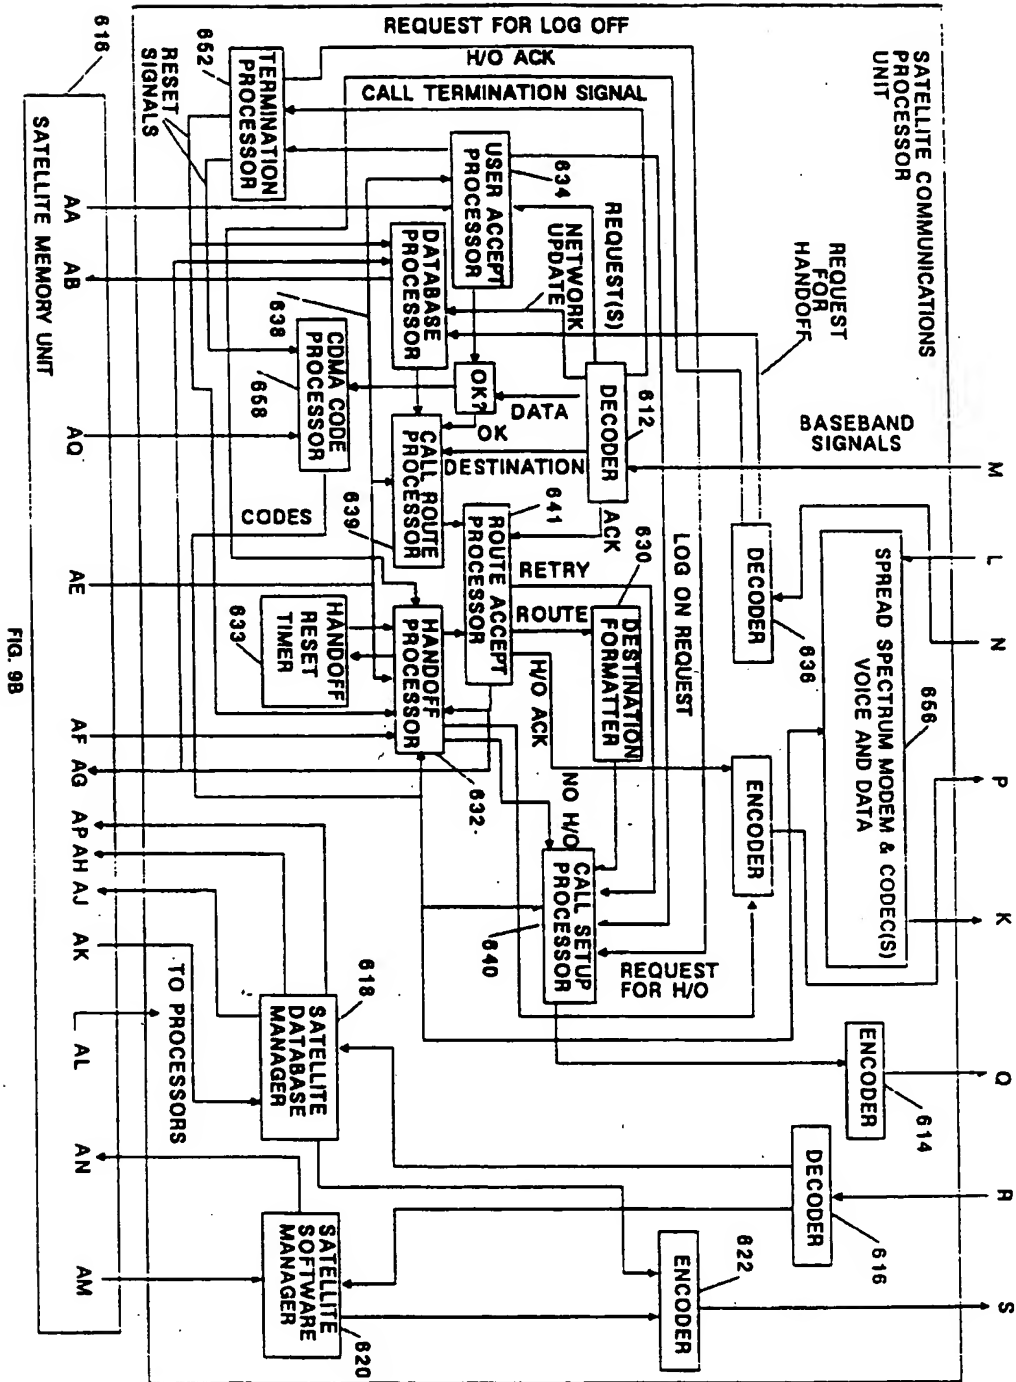 SATELLITE COMMUNICATIONS
PROCESSOR
UNIT
M
L
N
P
K
Q
R
S
REQUEST
FOR
HANDOFF
BASEBAND
SIGNALS
SPREAD SPECTRUM MODEM & CODEC(S)
VOICE AND DATA
656
DECODER
636
ENCODER
ENCODER
614
DECODER
616
ENCODER
622
REQUEST FOR LOG OFF
H/O ACK
CALL TERMINATION SIGNAL
LOG ON REQUEST
REQUEST(S)
NETWORK
UPDATE
612
DECODER
DATA
DESTINATION
ACK
630
DESTINATION
FORMATTER
RETRY
ROUTE
H/O ACK
NO H/O
REQUEST
FOR H/O
CALL SETUP
PROCESSOR
640
634
USER ACCEPT
PROCESSOR
OK?
OK
641
ROUTE ACCEPT
PROCESSOR
DATABASE
PROCESSOR
CALL ROUTE
PROCESSOR
639
HANDOFF
PROCESSOR
632
652
TERMINATION
PROCESSOR
638
CDMA CODE
PROCESSOR
658
CODES
HANDOFF
RESET
TIMER
633
618
SATELLITE
DATABASE
MANAGER
SATELLITE
SOFTWARE
MANAGER
620
RESET
SIGNALS
TO PROCESSORS
616
AA
AB
AQ
AE
AF
AG
AP
AH
AJ
AK
AL
AN
AM
SATELLITE MEMORY UNIT
FIG. 9B